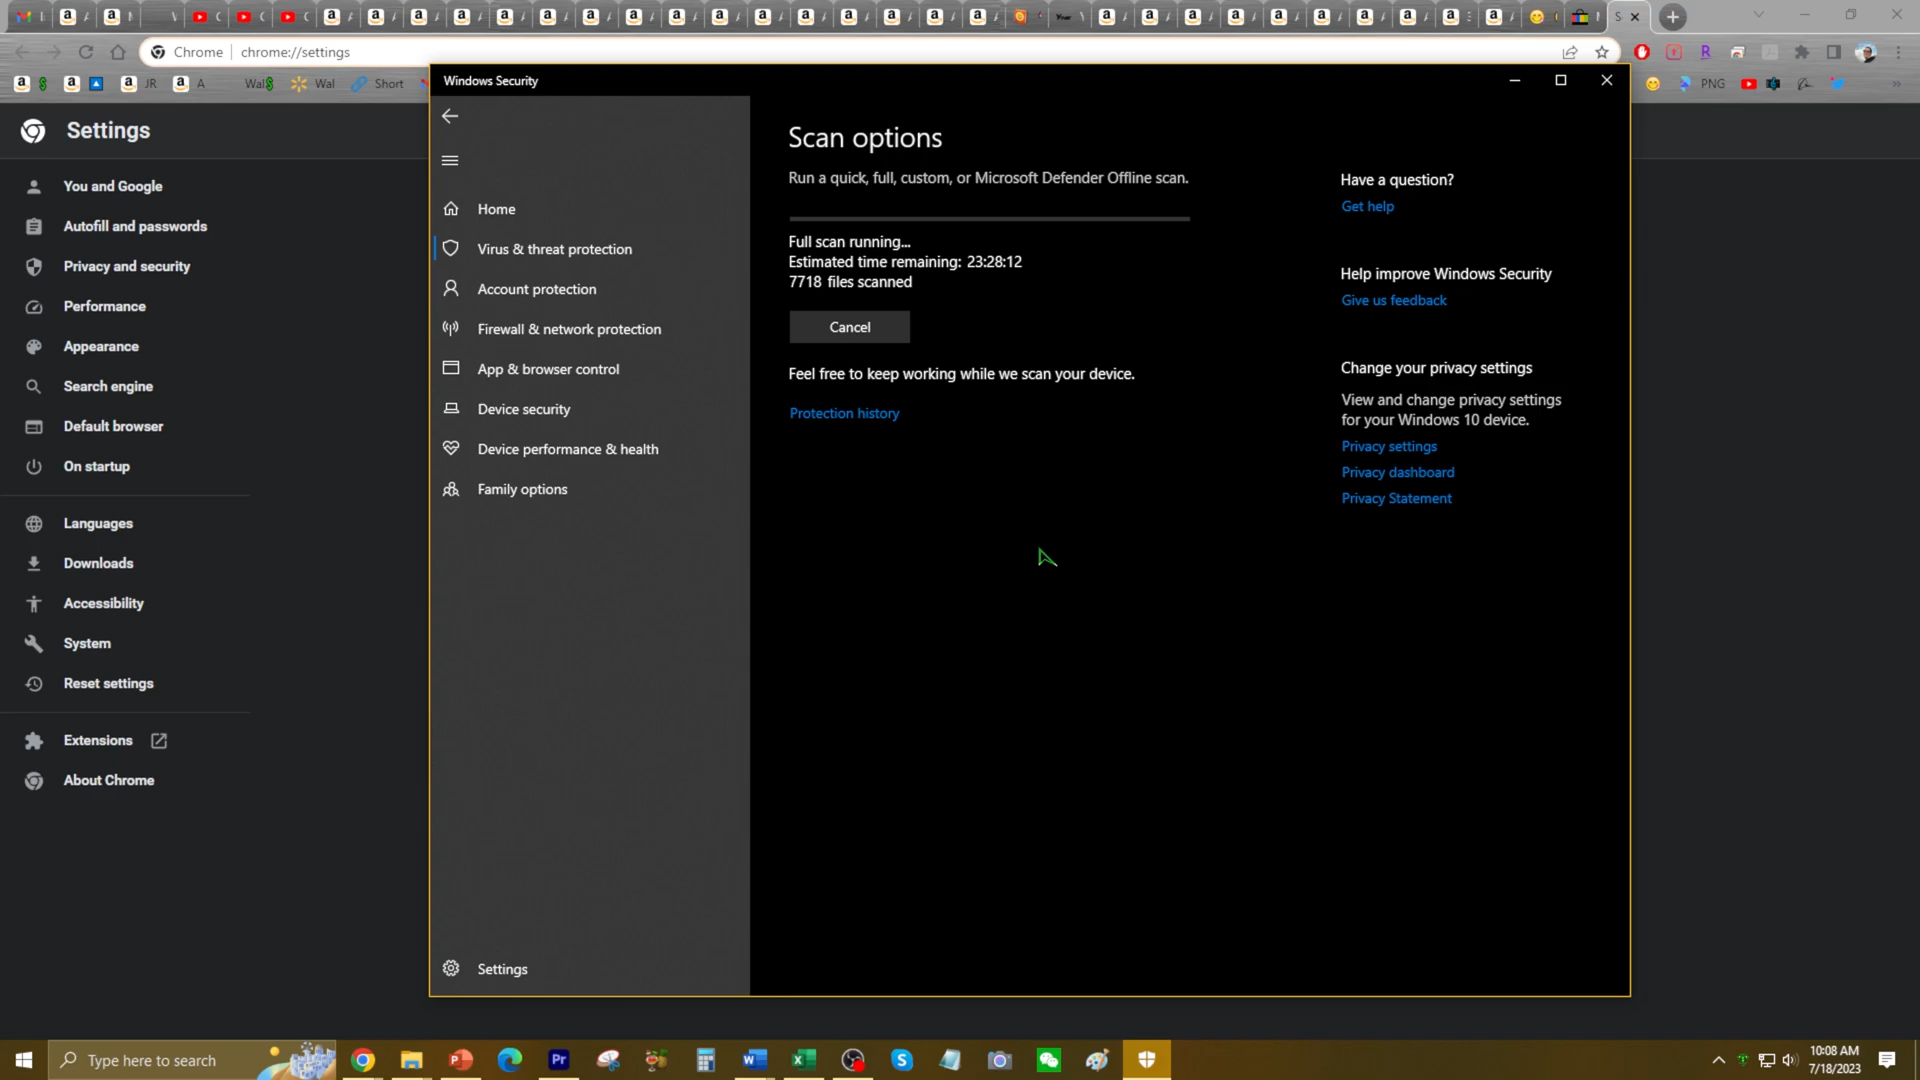 Chrome
chrome://settings
JR
A
Wal$
Wal
Short
PNG
Settings
You and Google
Autofill and passwords
Privacy and security
Performance
Appearance
Search engine
Default browser
On startup
Languages
Downloads
Accessibility
System
Reset settings
Extensions
About Chrome
Windows Security
Home
Virus & threat protection
Account protection
Firewall & network protection
App & browser control
Device security
Device performance & health
Family options
Settings
Scan options
Run a quick, full, custom, or Microsoft Defender Offline scan.
Full scan running...
Estimated time remaining: 23:28:12
7718 files scanned
Cancel
Feel free to keep working while we scan your device.
Protection history
Have a question?
Get help
Help improve Windows Security
Give us feedback
Change your privacy settings
View and change privacy settings
for your Windows 10 device.
Privacy settings
Privacy dashboard
Privacy Statement
Type here to search
10:08 AM
7/18/2023